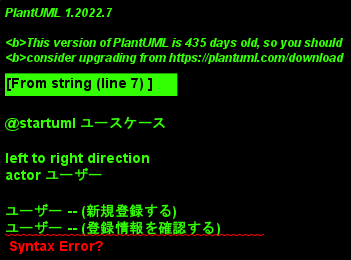 PlantUML 1.2022.7
<b>This version of PlantUML is 435 days old, so you should
<b>consider upgrading from https://plantuml.com/download
[From string (line 7) ]
@startuml ユースケース
left to right direction
actor ユーザー
ユーザー -- (新規登録する)
ユーザー -- (登録情報を確認する)
Syntax Error?